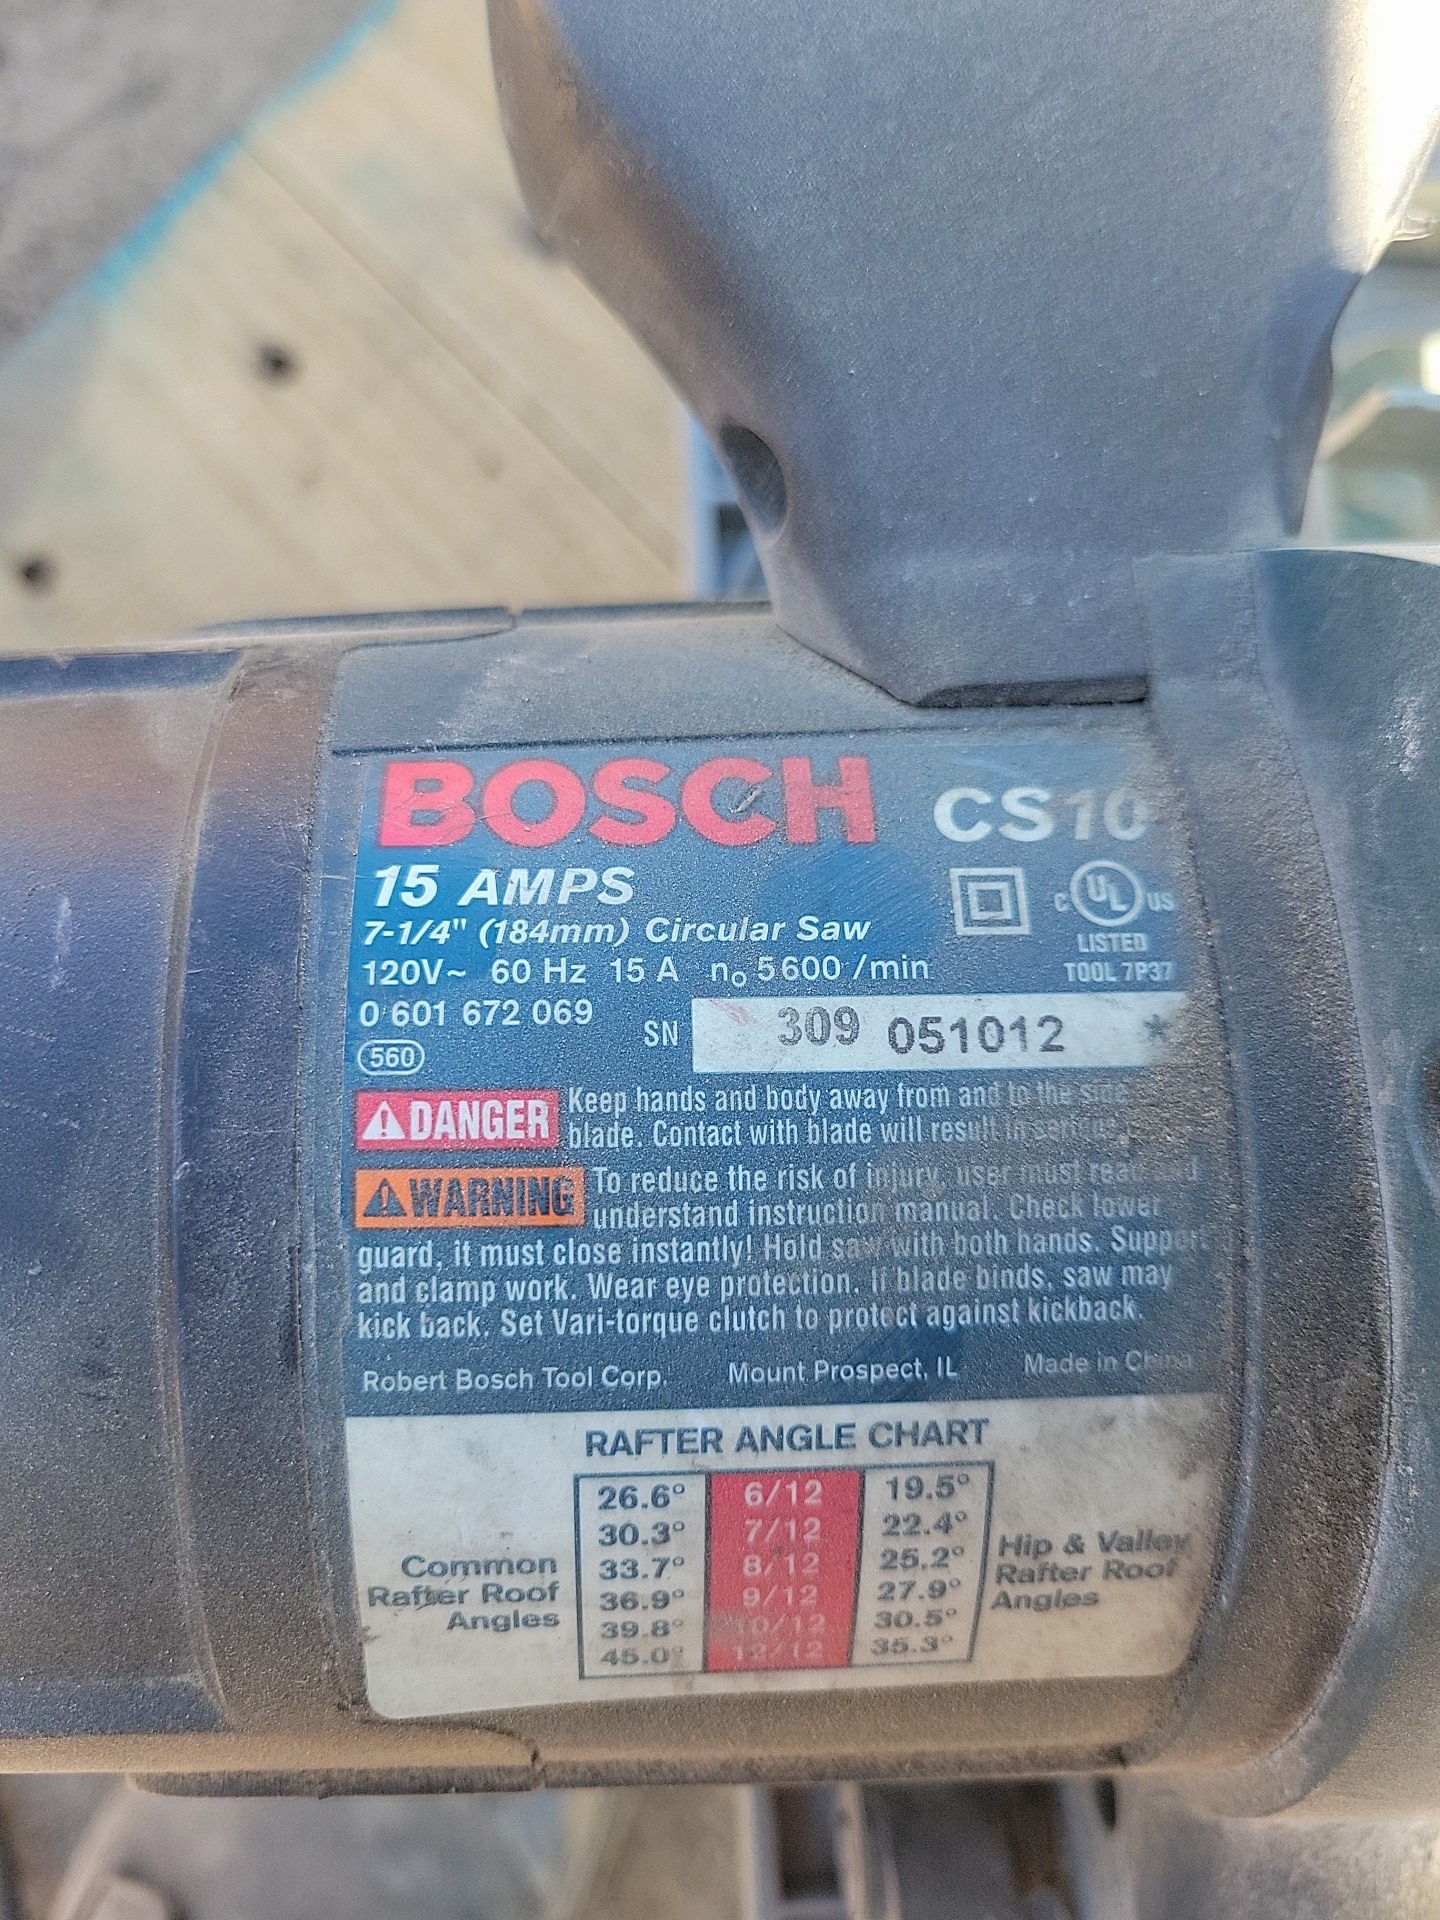 BOSCH CS10
15 AMPS
7-1/4" (184mm) Circular Saw
120V~ 60 Hz 15 A no 5600 /min
C UL US
LISTED
TOOL 7P37
0 601 672 069
SN 309 051012 *
560
DANGER Keep hands and body away from and to the
blade. Contact with blade will result in
WARNING To reduce the risk of injury, user must
understand instruction manual. Check lower
guard, it must close instantly! Hold saw with both hands. Support
and clamp work. Wear eye protection. If blade binds, saw may
kick back. Set Vari-torque clutch to protect against kickback.
Robert Bosch Tool Corp. Mount Prospect, IL Made in China
RAFTER ANGLE CHART
Common
Rafter Roof
Angles
26.6° 6/12 19.5°
30.3° 7/12 22.4°
33.7° 8/12 25.2°
36.9° 9/12 27.9°
39.8° 10/12 30.5°
45.0° 12/12 35.3°
Hip & Valley
Rafter Roof
Angles